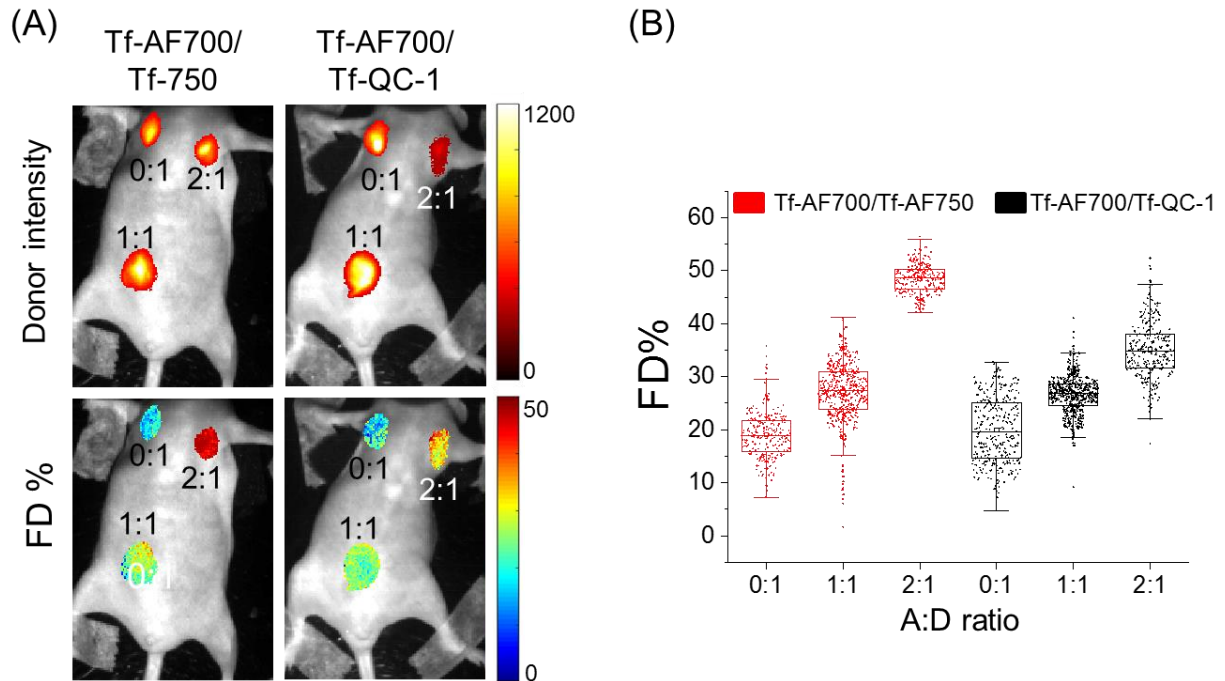 (A)
Tf-AF700/
Tf-750
Tf-AF700/
Tf-QC-1
Donor intensity
0:1
2:1
1:1
0:1
2:1
1:1
1200
0
FD %
0:1
2:1
1:1
0:1
0:1
2:1
1:1
50
0
(B)
Tf-AF700/Tf-AF750
Tf-AF700/Tf-QC-1
FD%
60
50
40
30
20
10
0
0:1
1:1
2:1
0:1
1:1
2:1
A:D ratio